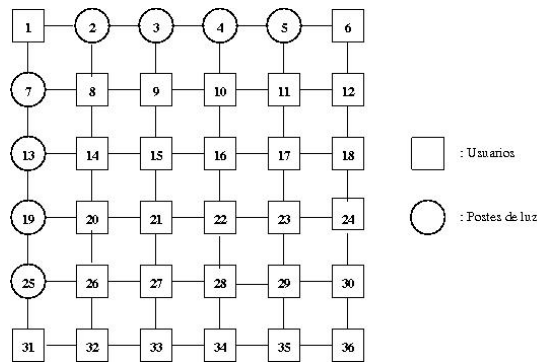 1 2 3 4 5 6
7 8 9 10 11 12
13 14 15 16 17 18
: Usuarios
19 20 21 22 23 24
: Postes de luz
25 26 27 28 29 30
31 32 33 34 35 36